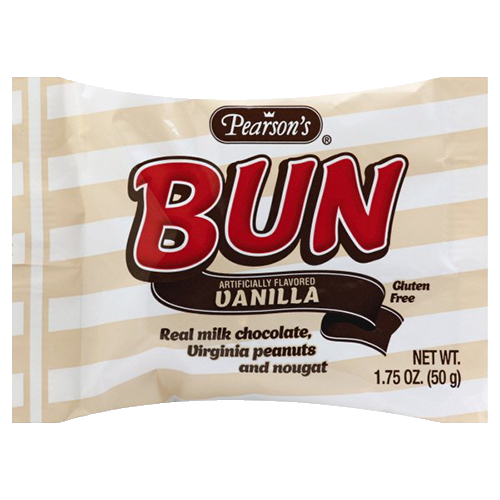 Pearson's ®
BUN
ARTIFICIALLY FLAVORED
VANILLA
Gluten
Free
Real milk chocolate,
Virginia peanuts
and nougat
NET WT.
1.75 OZ. (50 g)